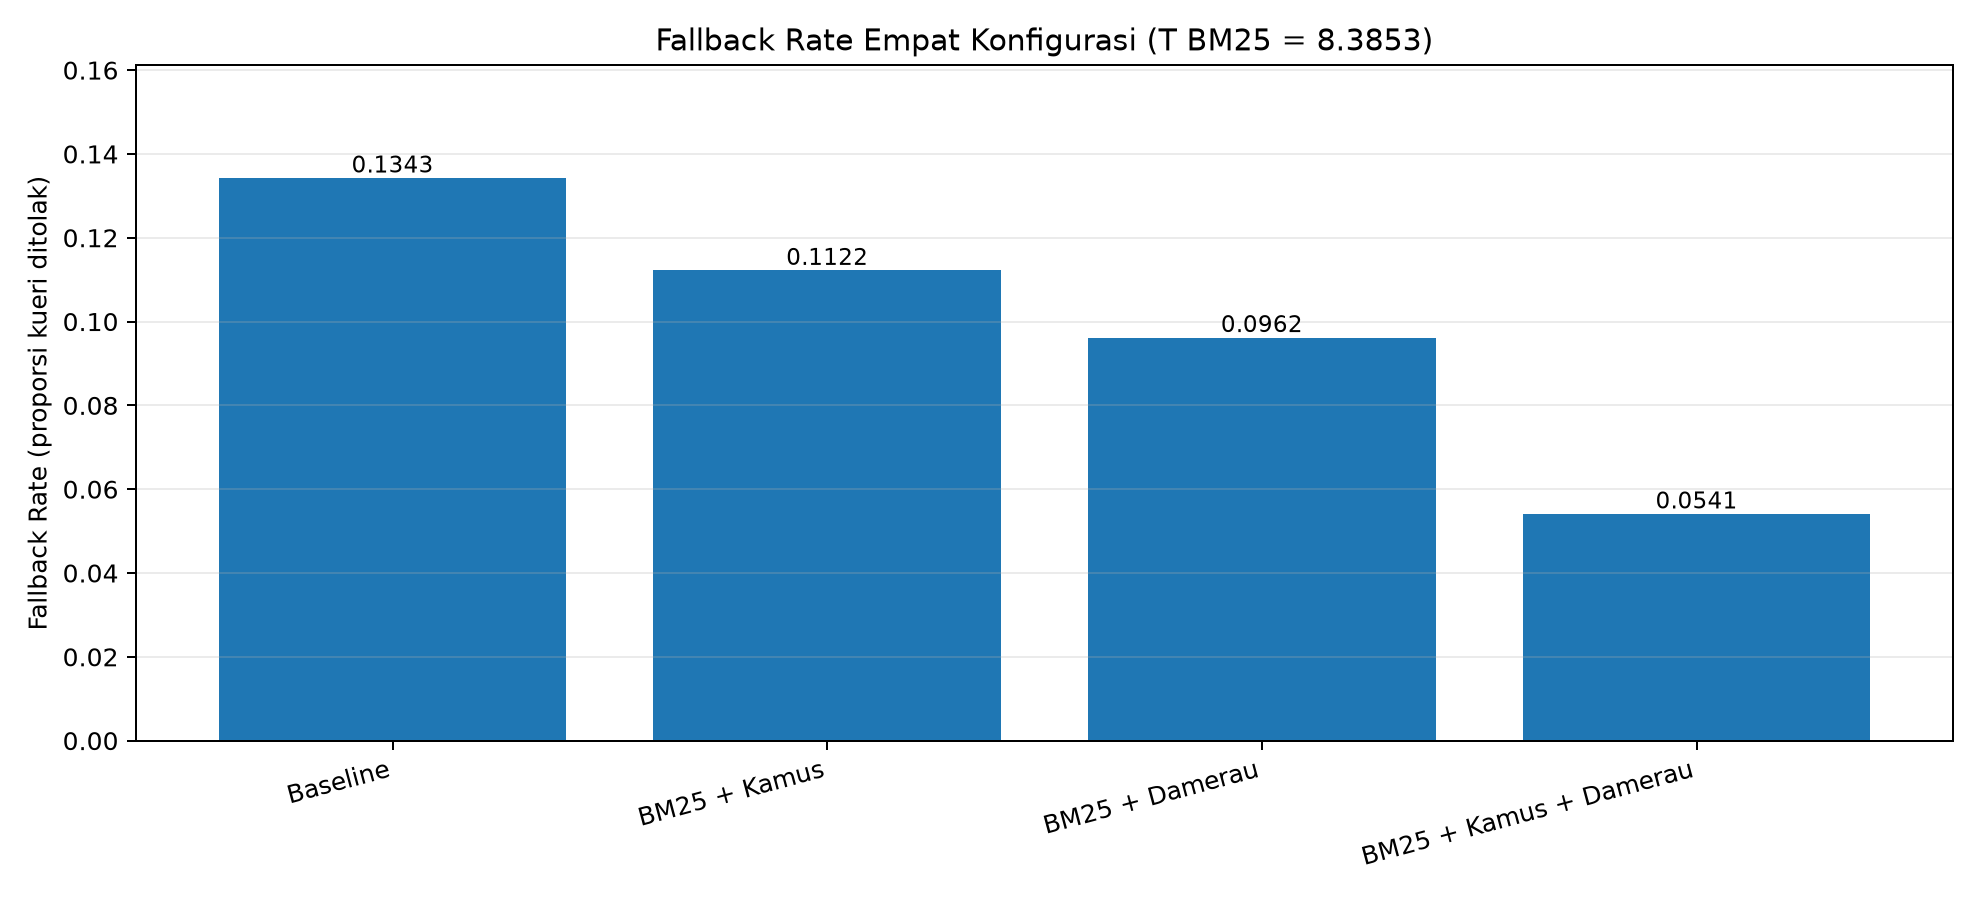 Fallback Rate Empat Konfigurasi (T BM25 = 8.3853)
Fallback Rate (proporsi kueri ditolak)
0.16
0.14
0.12
0.10
0.08
0.06
0.04
0.02
0.00
0.1343
0.1122
0.0962
0.0541
Baseline
BM25 + Kamus
BM25 + Damerau
BM25 + Kamus + Damerau